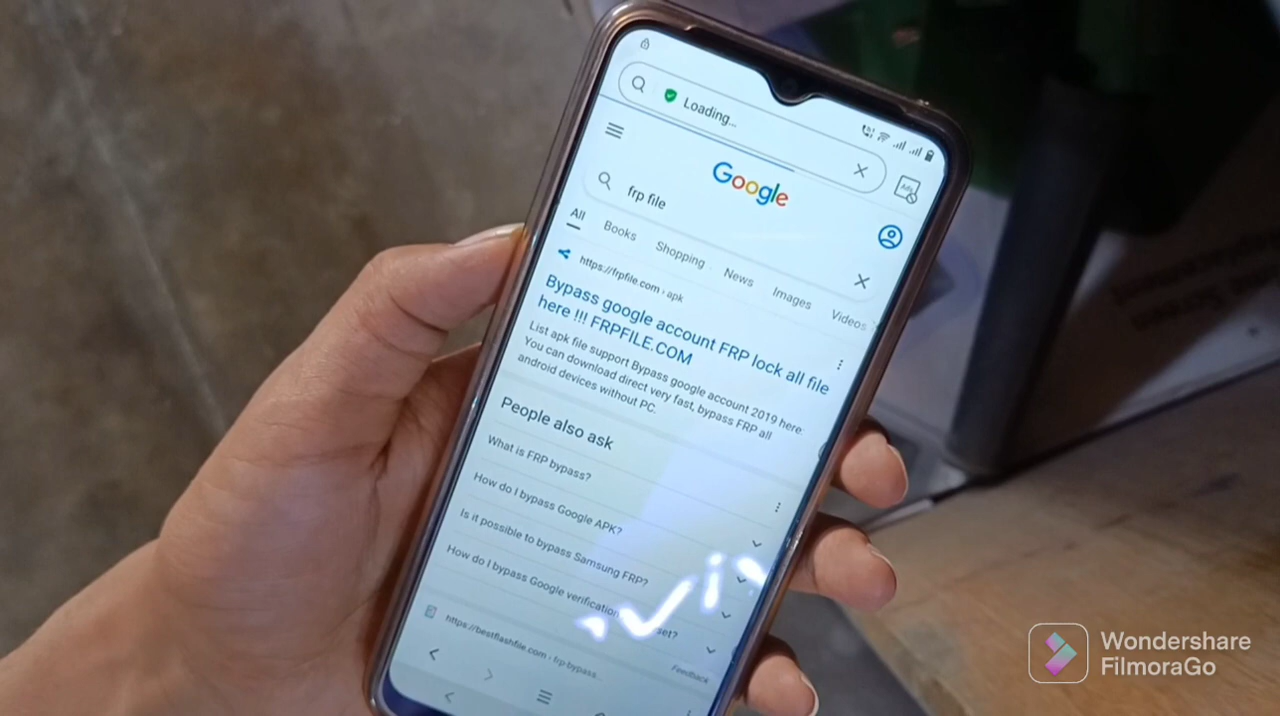 Loading...
Ads
Google
frp file
All Books Shopping News Images Videos
https://frpfile.com › apk
Bypass google account FRP lock all file
here !!! FRPFILE.COM
List apk file support Bypass google account 2019 here.
You can download direct very fast, bypass FRP all
android devices without PC.
People also ask
What is FRP bypass?
How do I bypass Google APK?
Is it possible to bypass Samsung FRP?
How do I bypass Google verification set?
Feedback
https://bestflashfile.com › frp-bypass...
Wondershare
FilmoraGo